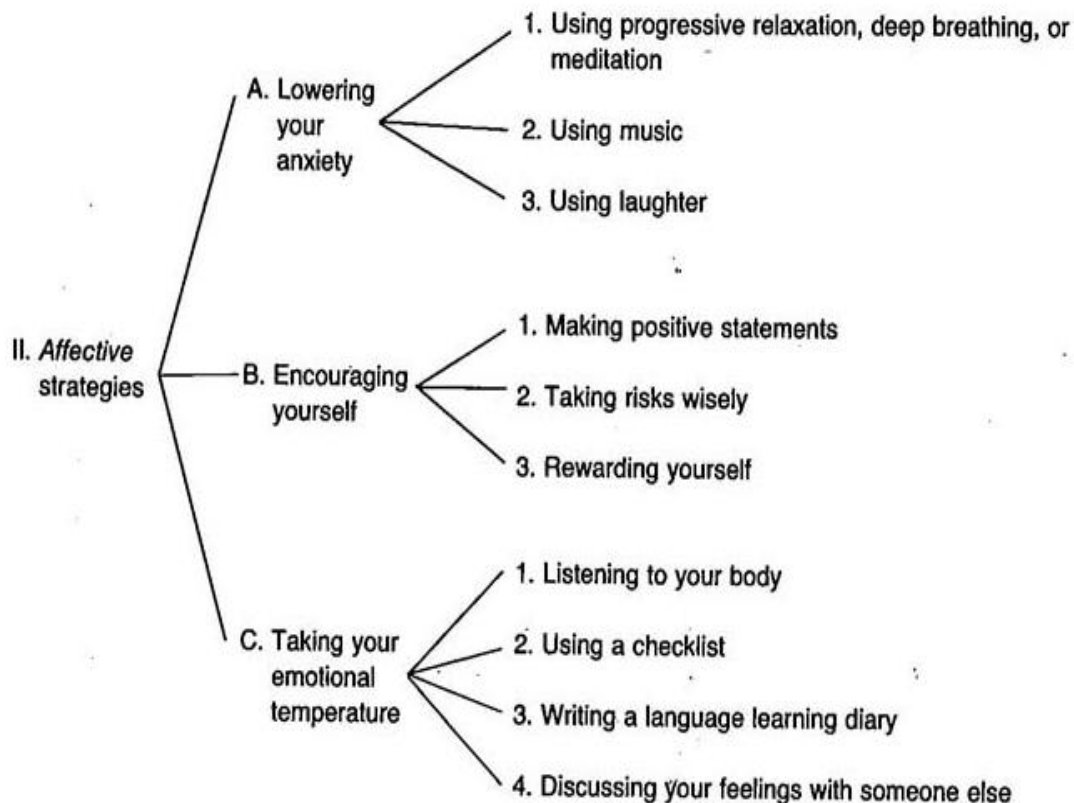 1. Using progressive relaxation, deep breathing, or
meditation
A. Lowering
your
anxiety
2. Using music
3. Using laughter
II. Affective
strategies
B. Encouraging
yourself
1. Making positive statements
2. Taking risks wisely
3. Rewarding yourself
C. Taking your
emotional
temperature
1. Listening to your body
2. Using a checklist
3. Writing a language learning diary
4. Discussing your feelings with someone else